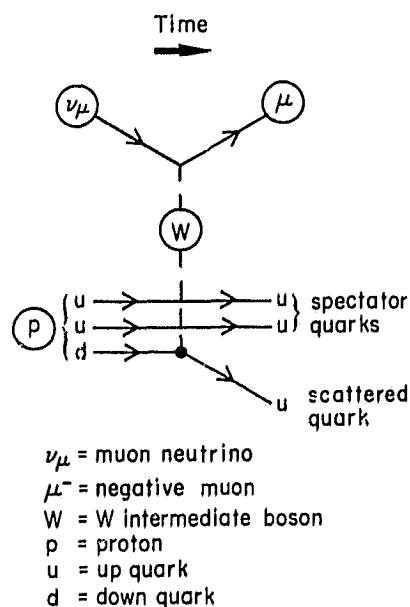 Time
νμ μ
W
u u
p u u spectator quarks
d
u scattered quark
νμ = muon neutrino
μ⁻ = negative muon
W = W intermediate boson
p = proton
u = up quark
d = down quark